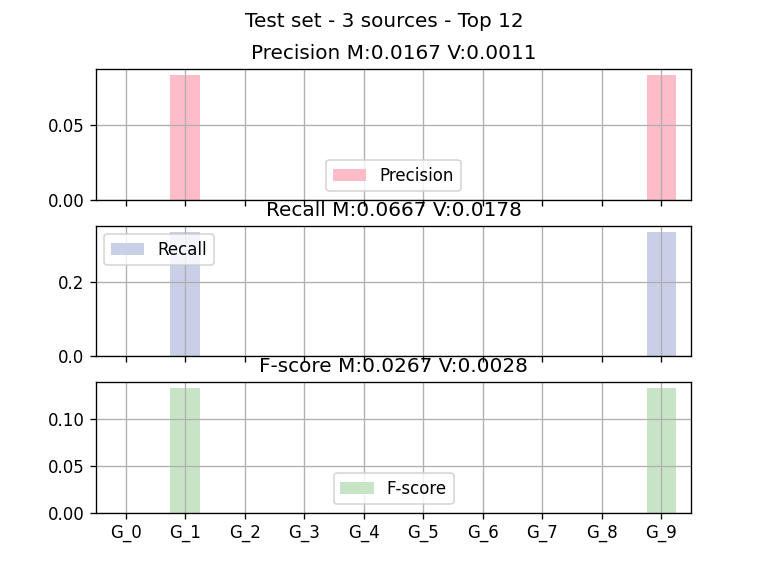 Test set - 3 sources - Top 12
Precision M:0.0167 V:0.0011
0.05
0.00
Precision
Recall M:0.0667 V:0.0178
Recall
0.2
0.0
F-score M:0.0267 V:0.0028
0.10
0.05
0.00
F-score
G_0 G_1 G_2 G_3 G_4 G_5 G_6 G_7 G_8 G_9